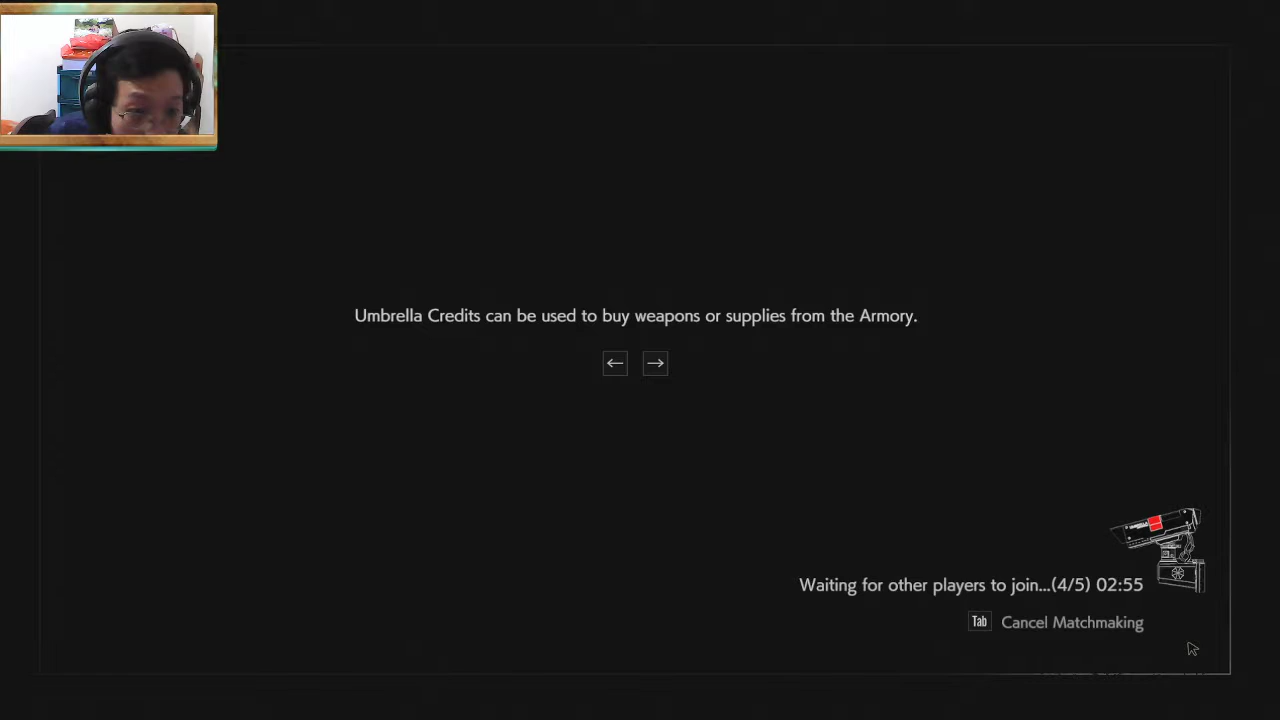 Umbrella Credits can be used to buy weapons or supplies from the Armory.
← →
Waiting for other players to join...(4/5) 02:55
Tab Cancel Matchmaking